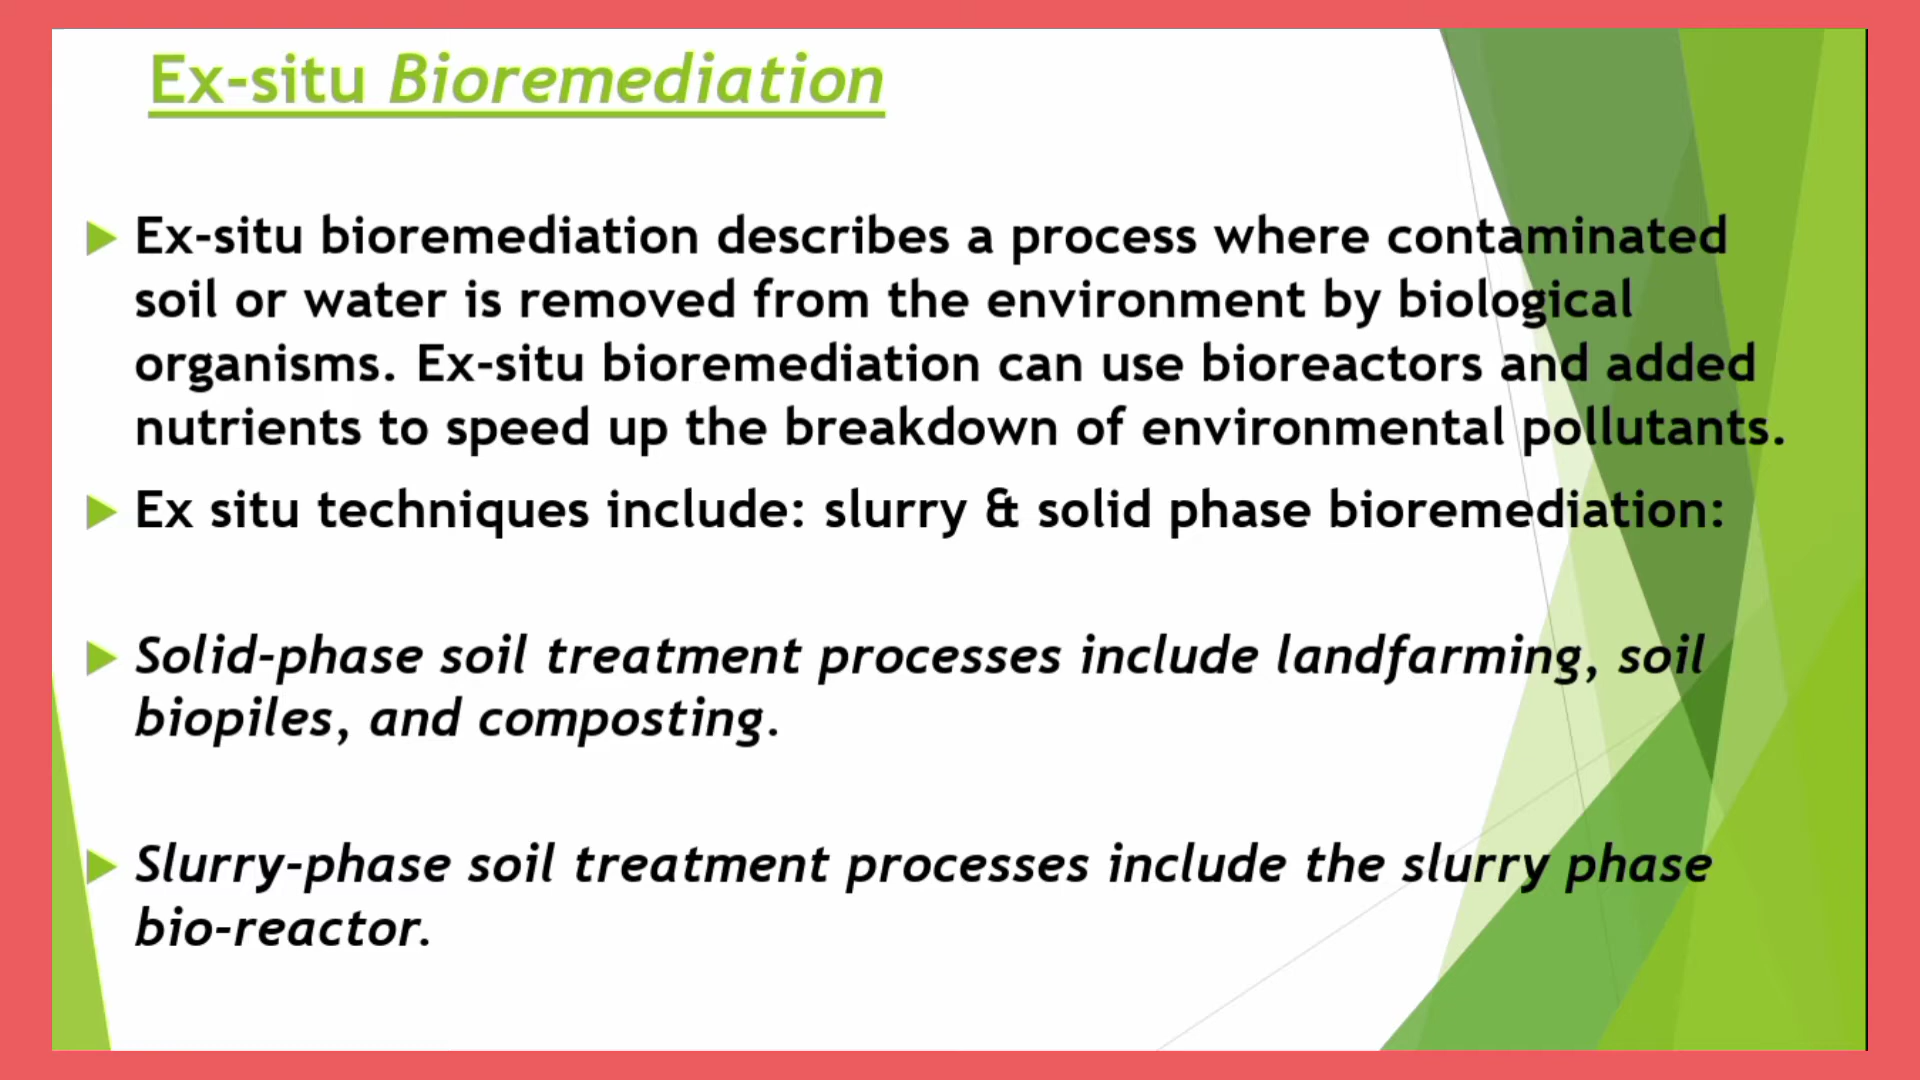 Ex-situ Bioremediation
Ex-situ bioremediation describes a process where contaminated
soil or water is removed from the environment by biological
organisms. Ex-situ bioremediation can use bioreactors and added
nutrients to speed up the breakdown of environmental pollutants.
Ex situ techniques include: slurry & solid phase bioremediation:
Solid-phase soil treatment processes include landfarming, soil
biopiles, and composting.
Slurry-phase soil treatment processes include the slurry phase
bio-reactor.